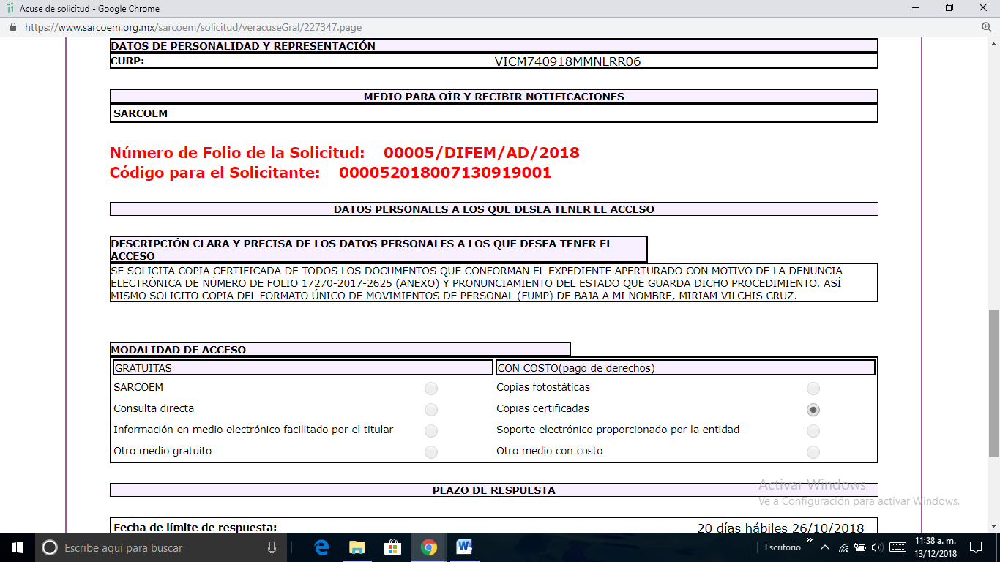 Acuse de solicitud - Google Chrome
https://www.sarcoem.org.mx/sarcoem/solicitud/veracuseGral/227347.page
DATOS DE PERSONALIDAD Y REPRESENTACIÓN
CURP: VICM740918MMNLRR06
MEDIO PARA OÍR Y RECIBIR NOTIFICACIONES
SARCOEM
Número de Folio de la Solicitud: 00005/DIFEM/AD/2018
Código para el Solicitante: 000052018007130919001
DATOS PERSONALES A LOS QUE DESEA TENER EL ACCESO
DESCRIPCIÓN CLARA Y PRECISA DE LOS DATOS PERSONALES A LOS QUE DESEA TENER EL
ACCESO
SE SOLICITA COPIA CERTIFICADA DE TODOS LOS DOCUMENTOS QUE CONFORMAN EL EXPEDIENTE APERTURADO CON MOTIVO DE LA DENUNCIA
ELECTRÓNICA DE NÚMERO DE FOLIO 17270-2017-2625 (ANEXO) Y PRONUNCIAMIENTO DEL ESTADO QUE GUARDA DICHO PROCEDIMIENTO. ASÍ
MISMO SOLICITO COPIA DEL FORMATO ÚNICO DE MOVIMIENTOS DE PERSONAL (FUMP) DE BAJA A MI NOMBRE, MIRIAM VILCHIS CRUZ.
MODALIDAD DE ACCESO
GRATUITAS CON COSTO(pago de derechos)
SARCOEM Copias fotostáticas
Consulta directa Copias certificadas
Información en medio electrónico facilitado por el titular Soporte electrónico proporcionado por la entidad
Otro medio gratuito Otro medio con costo
PLAZO DE RESPUESTA
Activar Windows
Ve a Configuración para activar Windows.
Fecha de límite de respuesta: 20 días hábiles 26/10/2018
Escribe aquí para buscar
Escritorio
11:38 a. m.
13/12/2018